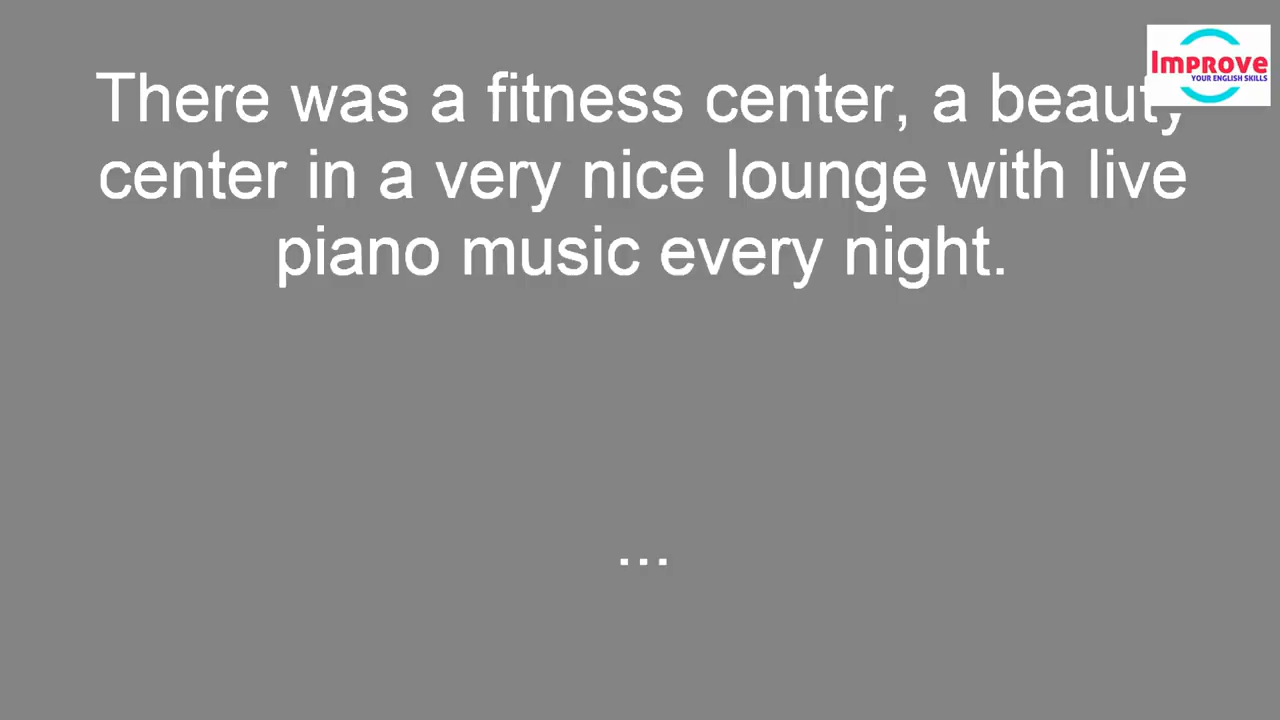 There was a fitness center, a beauty
center in a very nice lounge with live
piano music every night.
...
Improve
YOUR ENGLISH SKILLS